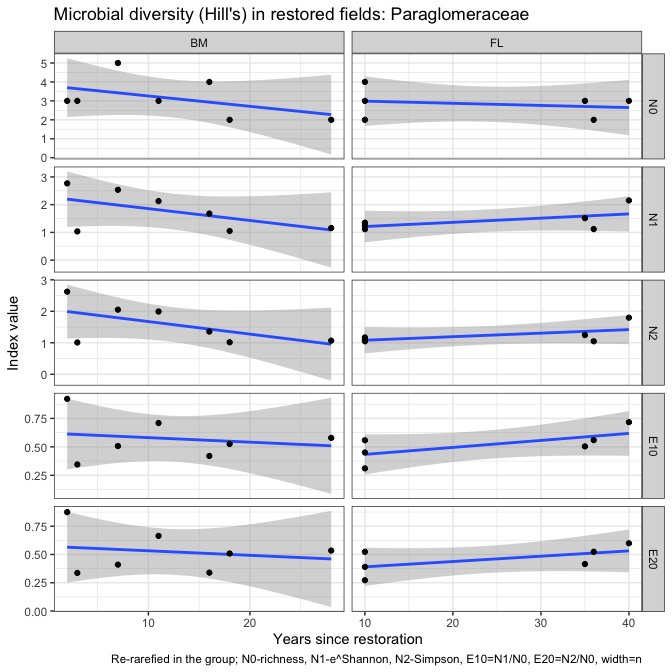 Microbial diversity (Hill's) in restored fields: Paraglomeraceae
BM
FL
5
4
3
2
1
0
N0
3
2
1
0
N1
3
2
1
0
N2
0.75
0.50
0.25
E10
0.75
0.50
0.25
0.00
E20
Index value
10
20
10
20
30
40
Years since restoration
Re-rarefied in the group; N0-richness, N1-e^Shannon, N2-Simpson, E10=N1/N0, E20=N2/N0, width=n